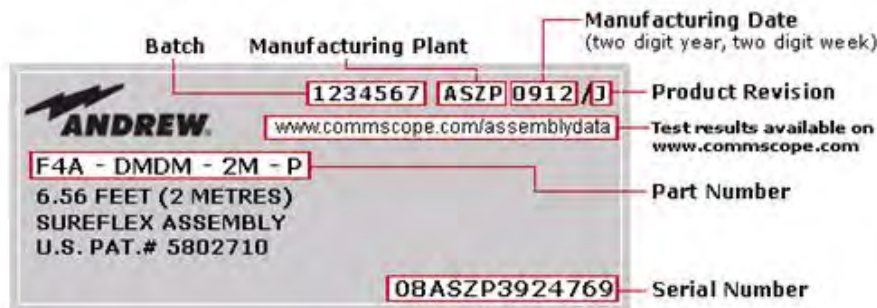 Manufacturing Date
(two digit year, two digit week)
Batch Manufacturing Plant
1234567 ASZP 0912 /J Product Revision
ANDREW.
www.commscope.com/assemblydata Test results available on
www.commscope.com
F4A - DMDM - 2M - P
Part Number
6.56 FEET (2 METRES)
SUREFLEX ASSEMBLY
U.S. PAT.# 5802710
08ASZP3924769 Serial Number